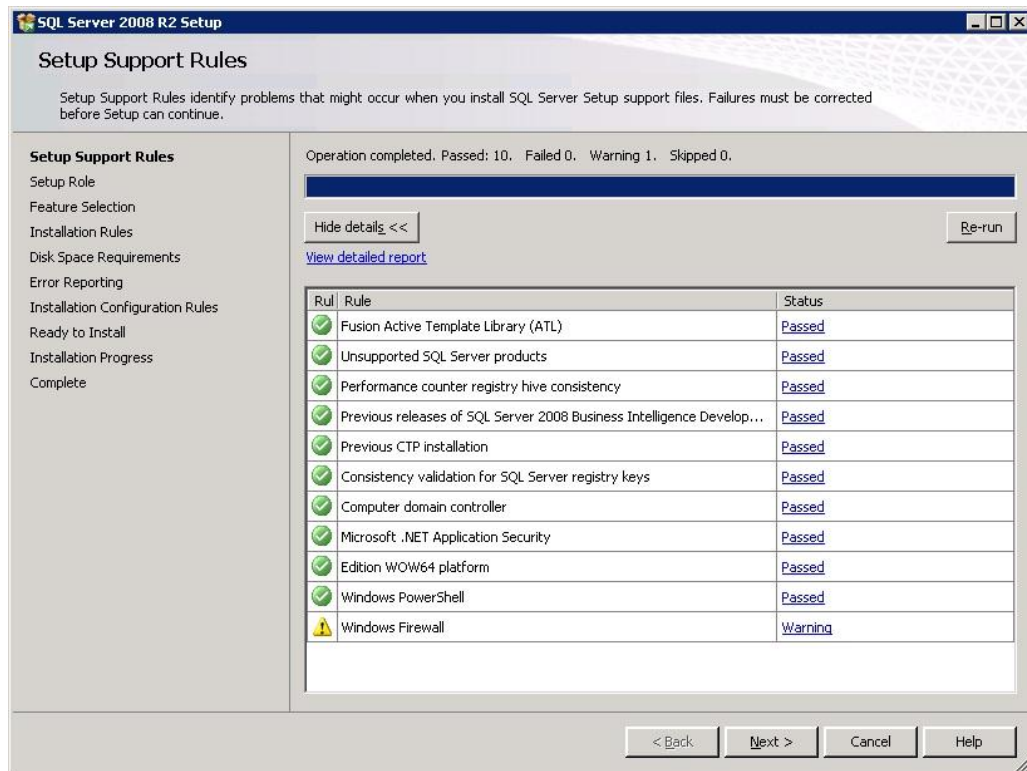 SQL Server 2008 R2 Setup
Setup Support Rules
Setup Support Rules identify problems that might occur when you install SQL Server Setup support files. Failures must be corrected
before Setup can continue.
Setup Support Rules
Setup Role
Feature Selection
Installation Rules
Disk Space Requirements
Error Reporting
Installation Configuration Rules
Ready to Install
Installation Progress
Complete
Operation completed. Passed: 10. Failed 0. Warning 1. Skipped 0.
Hide details <<
Re-run
View detailed report
Rul Rule Status
Fusion Active Template Library (ATL) Passed
Unsupported SQL Server products Passed
Performance counter registry hive consistency Passed
Previous releases of SQL Server 2008 Business Intelligence Develop... Passed
Previous CTP installation Passed
Consistency validation for SQL Server registry keys Passed
Computer domain controller Passed
Microsoft .NET Application Security Passed
Edition WOW64 platform Passed
Windows PowerShell Passed
Windows Firewall Warning
< Back Next > Cancel Help